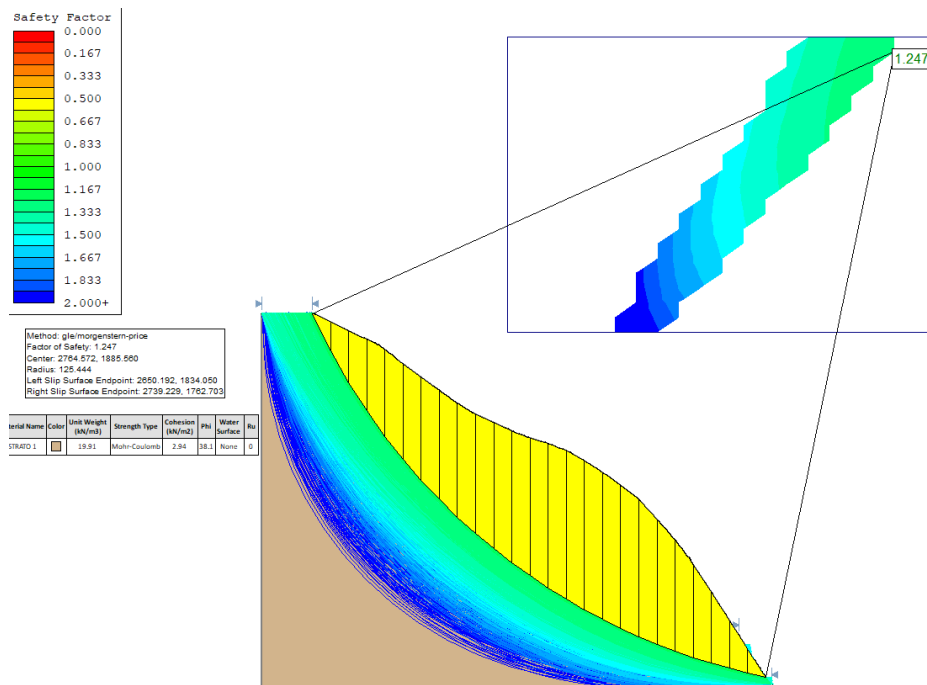 Safety Factor
0.000
0.167
0.333
0.500
0.667
0.833
1.000
1.167
1.333
1.500
1.667
1.833
2.000+
1.247
Method: gle/morgenstern-price
Factor of Safety: 1.247
Center: 2764.572, 1885.560
Radius: 125.444
Left Slip Surface Endpoint: 2650.192, 1834.050
Right Slip Surface Endpoint: 2739.229, 1762.703
terial Name Color Unit Weight (kN/m3) Strength Type Cohesion (kN/m2) Phi Water Surface Ru
STRATO 1 19.91 Mohr-Coulomb 2.94 38.1 None 0